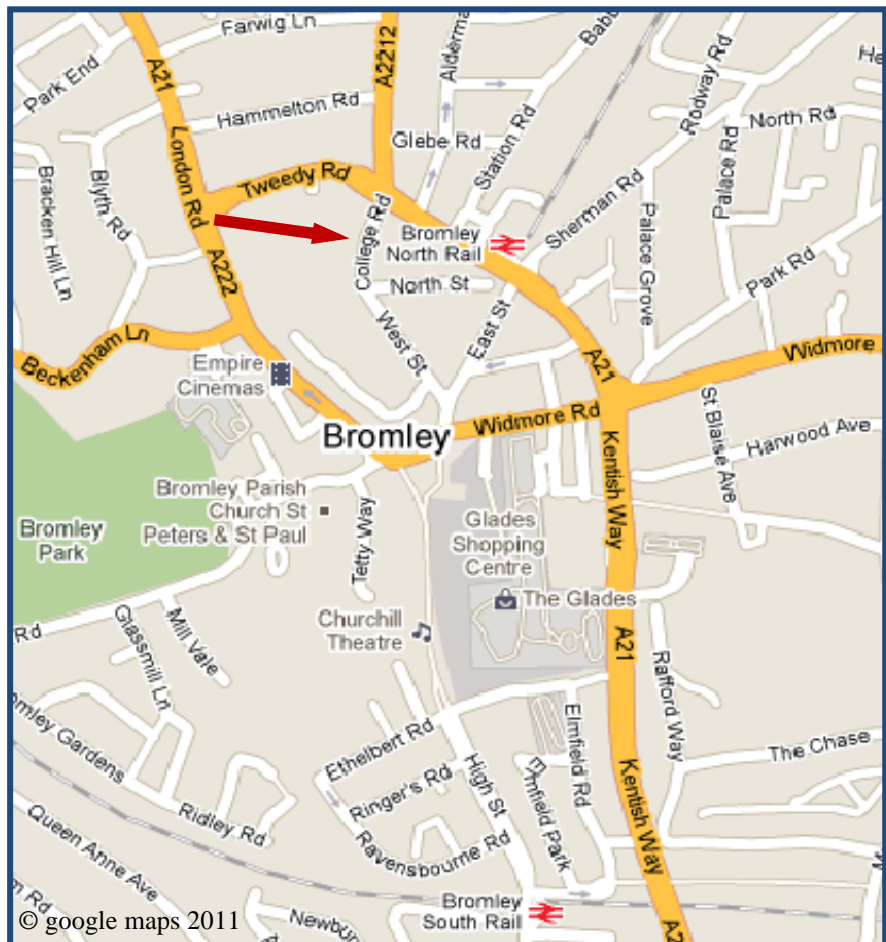 Farwig Ln
Park End
A21
A2212
Hammelton Rd
Glebe Rd
Station Rd
Rodway Rd
North Rd
Palace Rd
London Rd
Tweedy Rd
Blyth Rd
Bracken Hill Ln
College Rd
Bromley
North Rail
Sherman Rd
Palace Grove
Park Rd
A222
North St
West St
East St
A21
Beckenham Ln
Empire
Cinemas
Widmore
Widmore Rd
St Blaise Ave
Harwood Ave
Bromley
Kentish Way
Bromley Parish
Church St
Peters & St Paul
Bromley
Park
Tetty Way
Glades
Shopping
Centre
The Glades
Churchill
Theatre
Rd
Mill Vale
Glassmill Ln
A21
Rafford Way
Elmfield Rd
The Chase
Ethelbert Rd
High St
Ringer's Rd
Elmfield Park
Kentish Way
Ridley Rd
Ravensbourne Rd
Queen Anne Ave
Bromley
South Rail
© google maps 2011